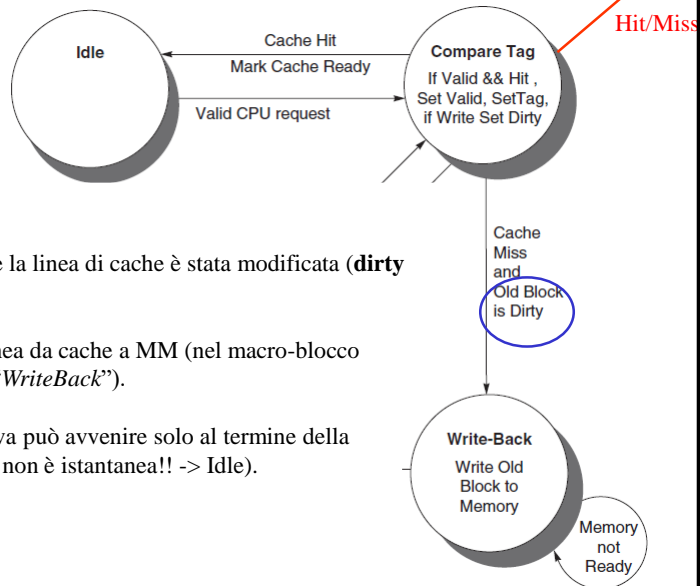 Hit/Miss
Idle
Cache Hit
Mark Cache Ready
Valid CPU request
Compare Tag
If Valid && Hit ,
Set Valid, SetTag,
if Write Set Dirty
Cache
Miss
and
Old Block
is Dirty
e la linea di cache è stata modificata (dirty
nea da cache a MM (nel macro-blocco
“WriteBack”).
va può avvenire solo al termine della
non è istantanea!! -> Idle).
Write-Back
Write Old
Block to
Memory
Memory
not
Ready